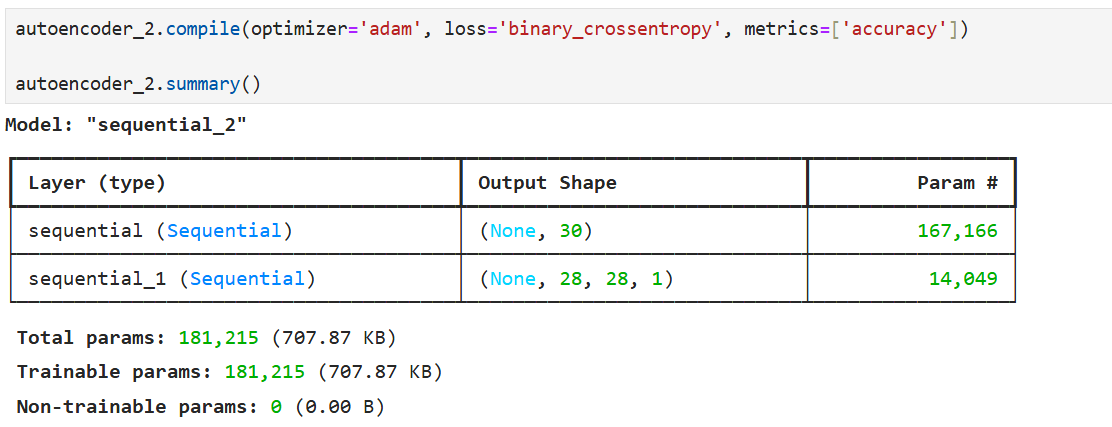 autoencoder_2.compile(optimizer='adam', loss='binary_crossentropy', metrics=['accuracy'])
autoencoder_2.summary()
Model: "sequential_2"
Layer (type) Output Shape Param #
sequential (Sequential) (None, 30) 167,166
sequential_1 (Sequential) (None, 28, 28, 1) 14,049
Total params: 181,215 (707.87 KB)
Trainable params: 181,215 (707.87 KB)
Non-trainable params: 0 (0.00 B)